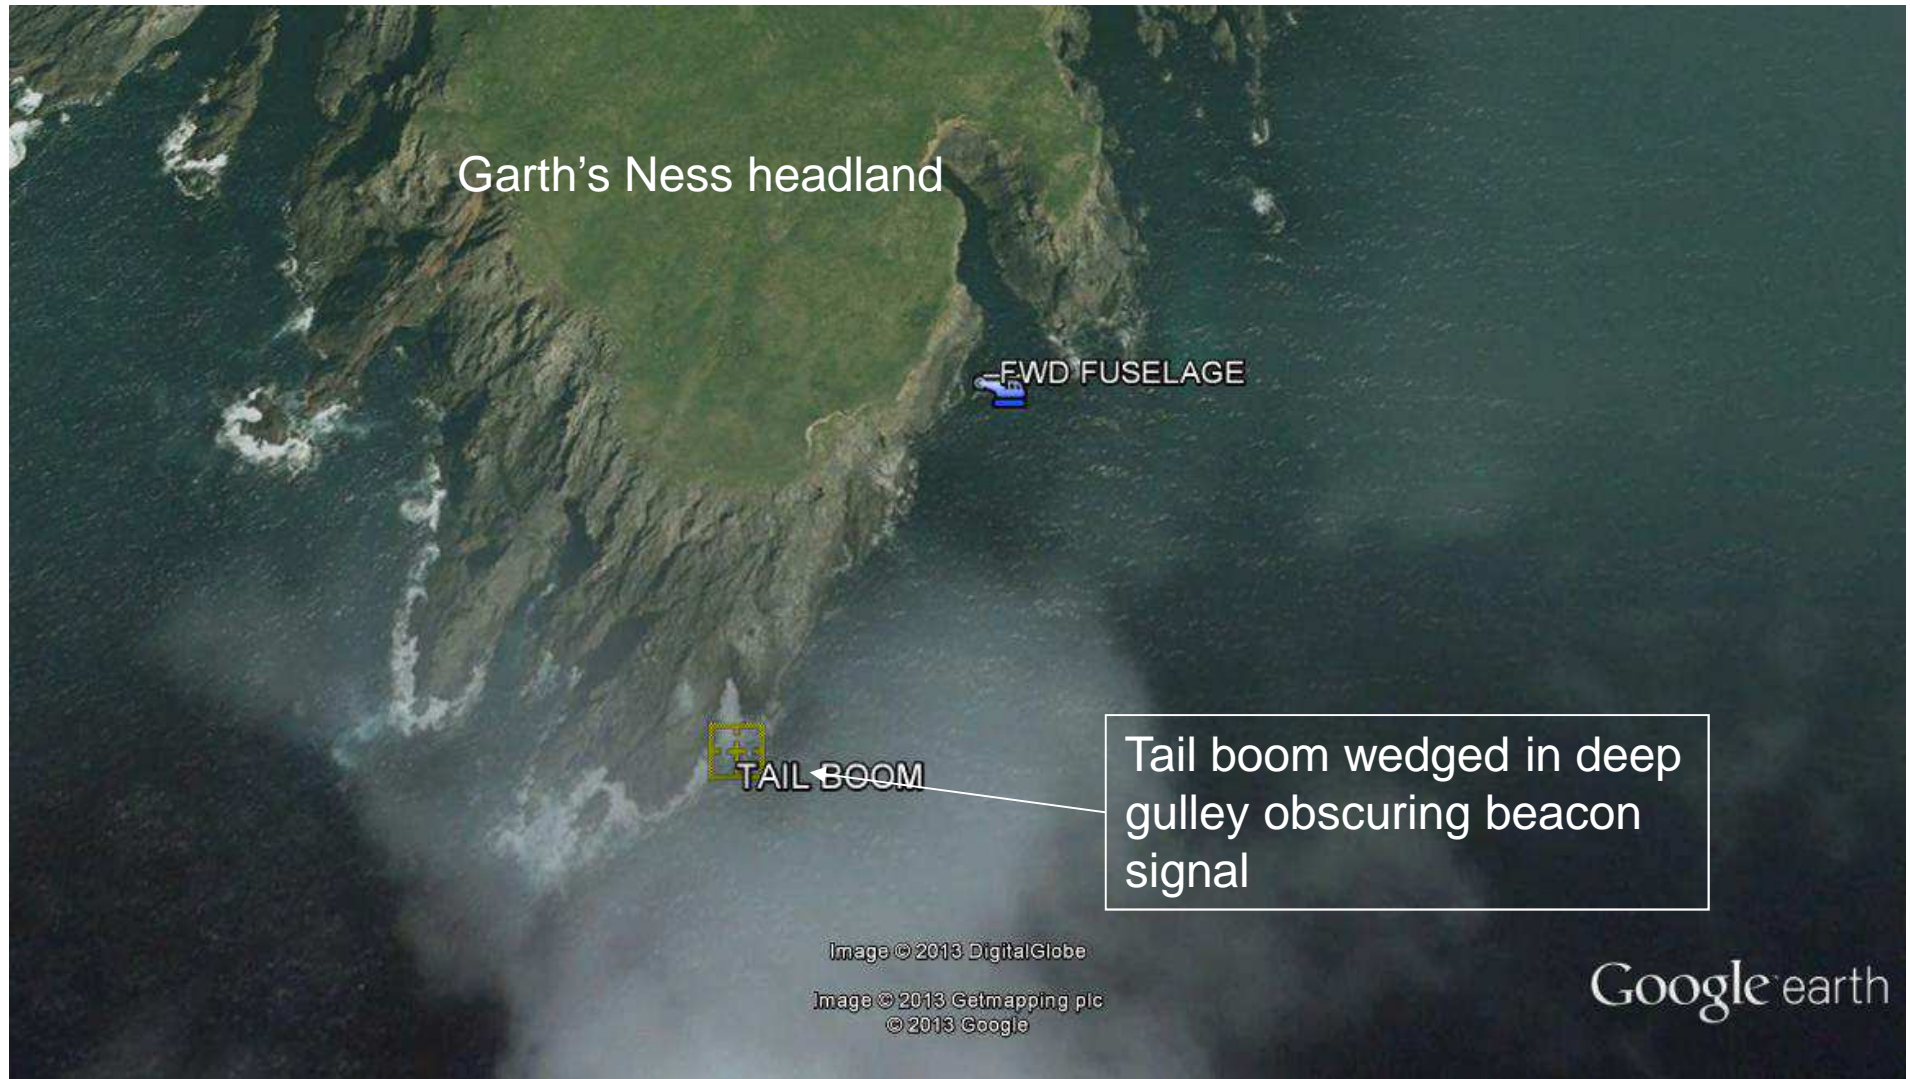 Garth’s Ness headland
FWD FUSELAGE
TAIL BOOM
Tail boom wedged in deep
gulley obscuring beacon
signal
Image © 2013 DigitalGlobe
Image © 2013 Getmapping plc
© 2013 Google
Google earth